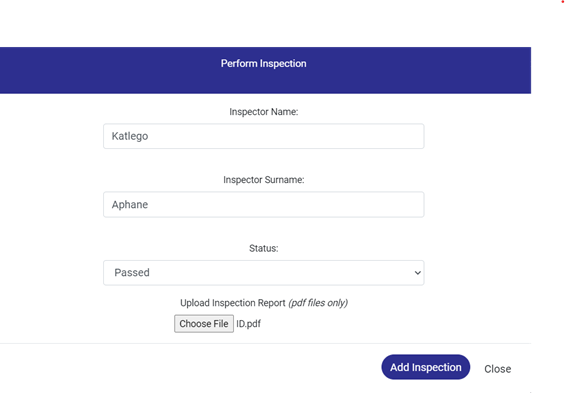 Perform Inspection
Inspector Name:
Katlego
Inspector Surname:
Aphane
Status:
Passed
Upload Inspection Report (pdf files only)
Choose File ID.pdf
Add Inspection Close